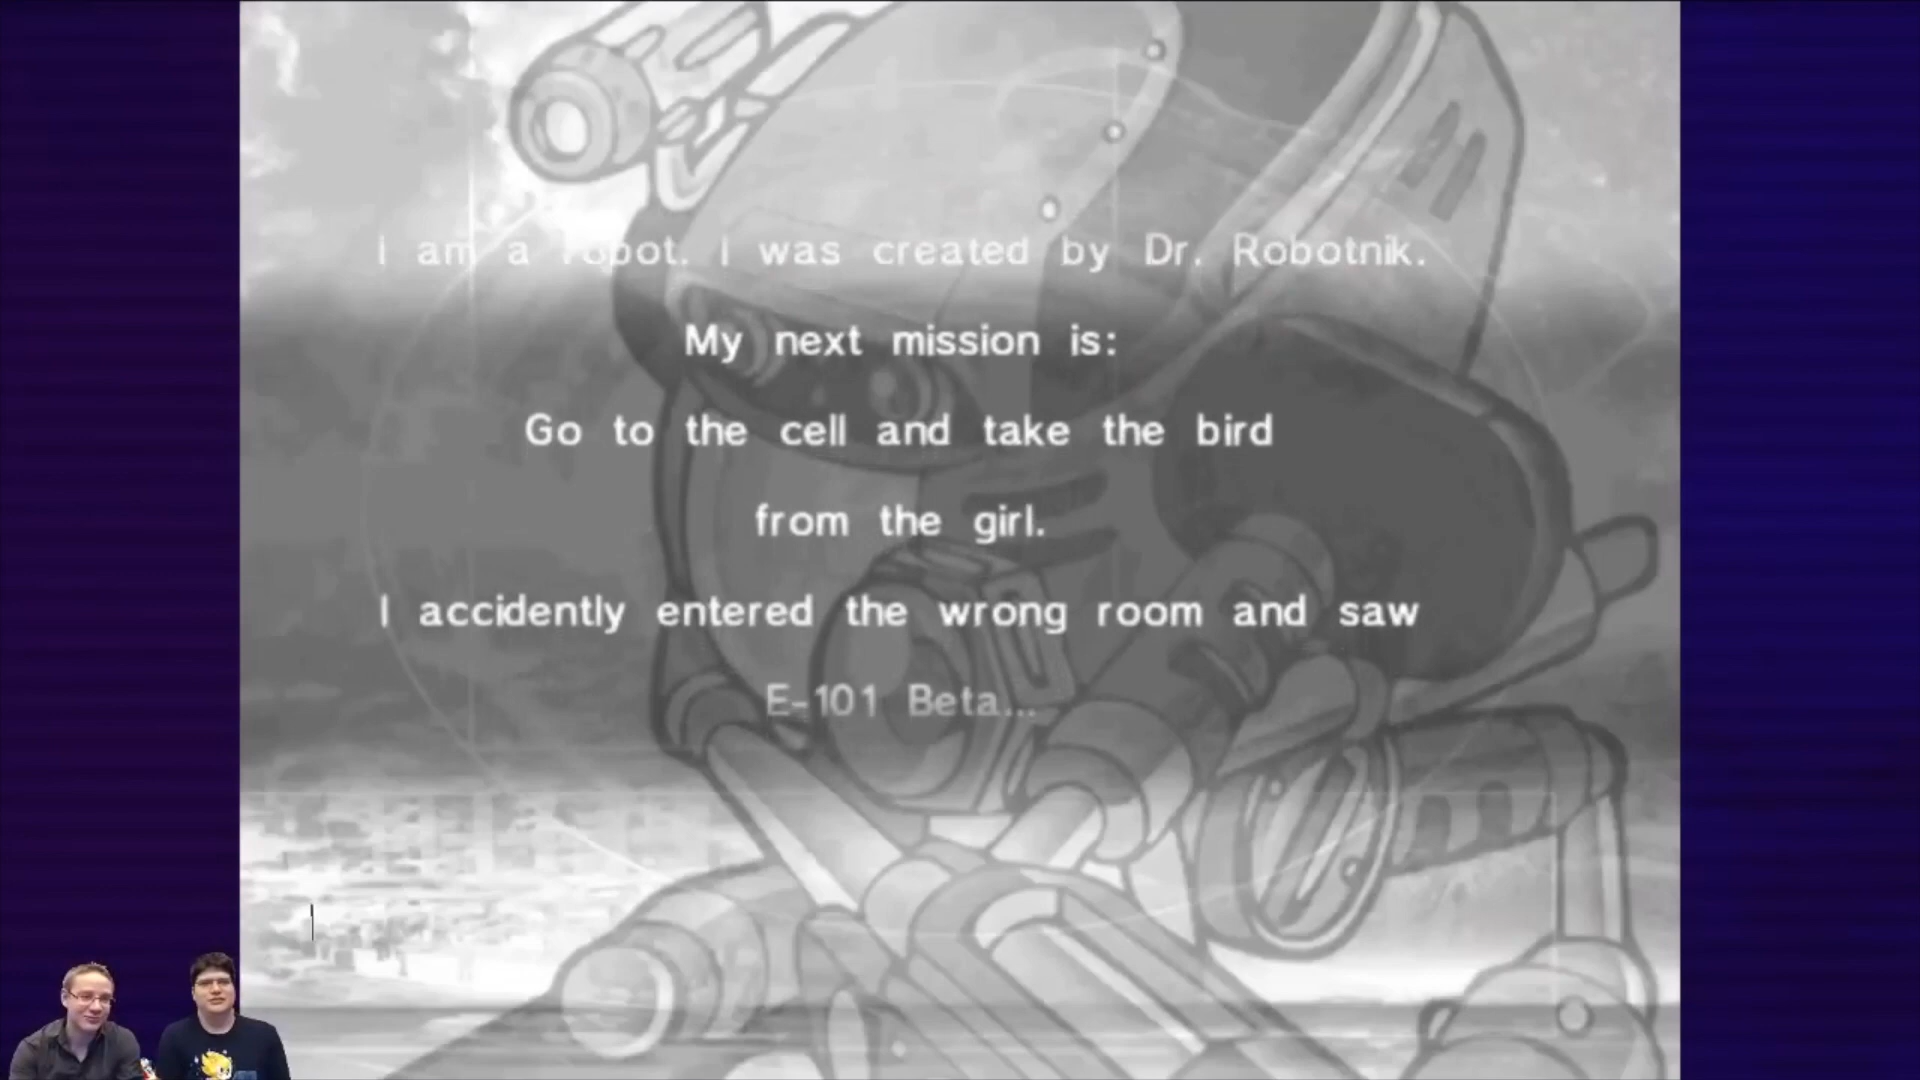 I am a robot. I was created by Dr. Robotnik.
My next mission is:
Go to the cell and take the bird
from the girl.
I accidently entered the wrong room and saw
E-101 Beta...